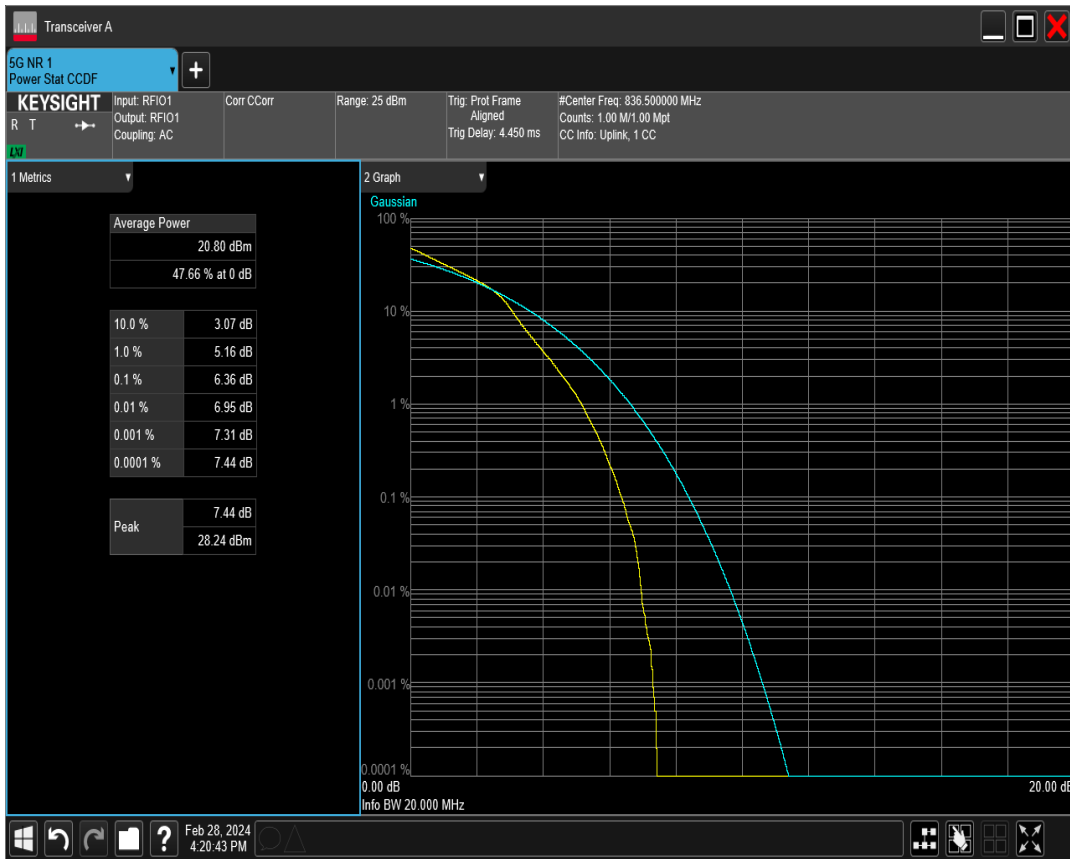 Transceiver A
5G NR 1
Power Stat CCDF
+
KEYSIGHT
R T
LXI
Input: RFIO1
Output: RFIO1
Coupling: AC
Corr CCorr
Range: 25 dBm
Trig: Prot Frame
Aligned
Trig Delay: 4.450 ms
#Center Freq: 836.500000 MHz
Counts: 1.00 M/1.00 Mpt
CC Info: Uplink, 1 CC
1 Metrics
Average Power
20.80 dBm
47.66 % at 0 dB
10.0 % 3.07 dB
1.0 % 5.16 dB
0.1 % 6.36 dB
0.01 % 6.95 dB
0.001 % 7.31 dB
0.0001 % 7.44 dB
Peak 7.44 dB
28.24 dBm
2 Graph
Gaussian
100 %
10 %
1 %
0.1 %
0.01 %
0.001 %
0.0001 %
0.00 dB 20.00 dB
Info BW 20.000 MHz
? Feb 28, 2024
4:20:43 PM